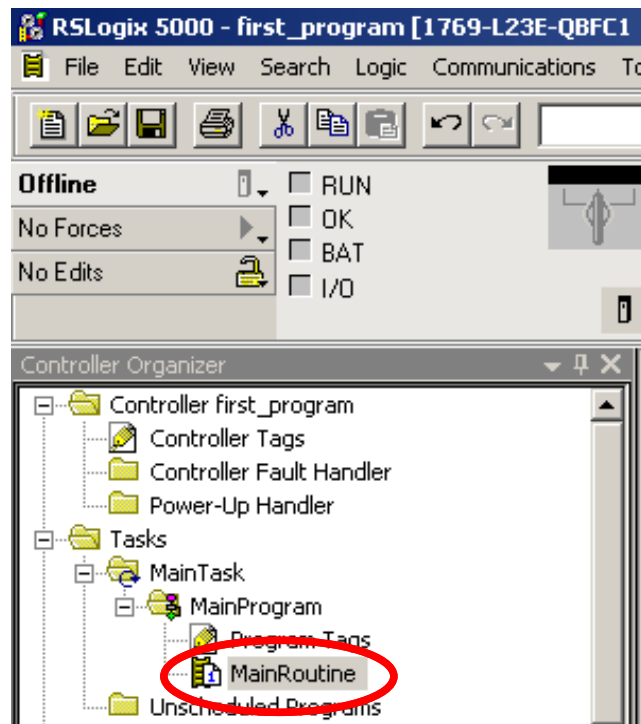 RSLogix 5000 - first_program [1769-L23E-QBFC1
File Edit View Search Logic Communications To
Offline
RUN
No Forces
OK
BAT
No Edits
I/O
Controller Organizer
Controller first_program
Controller Tags
Controller Fault Handler
Power-Up Handler
Tasks
MainTask
MainProgram
Program Tags
MainRoutine
Unscheduled Programs